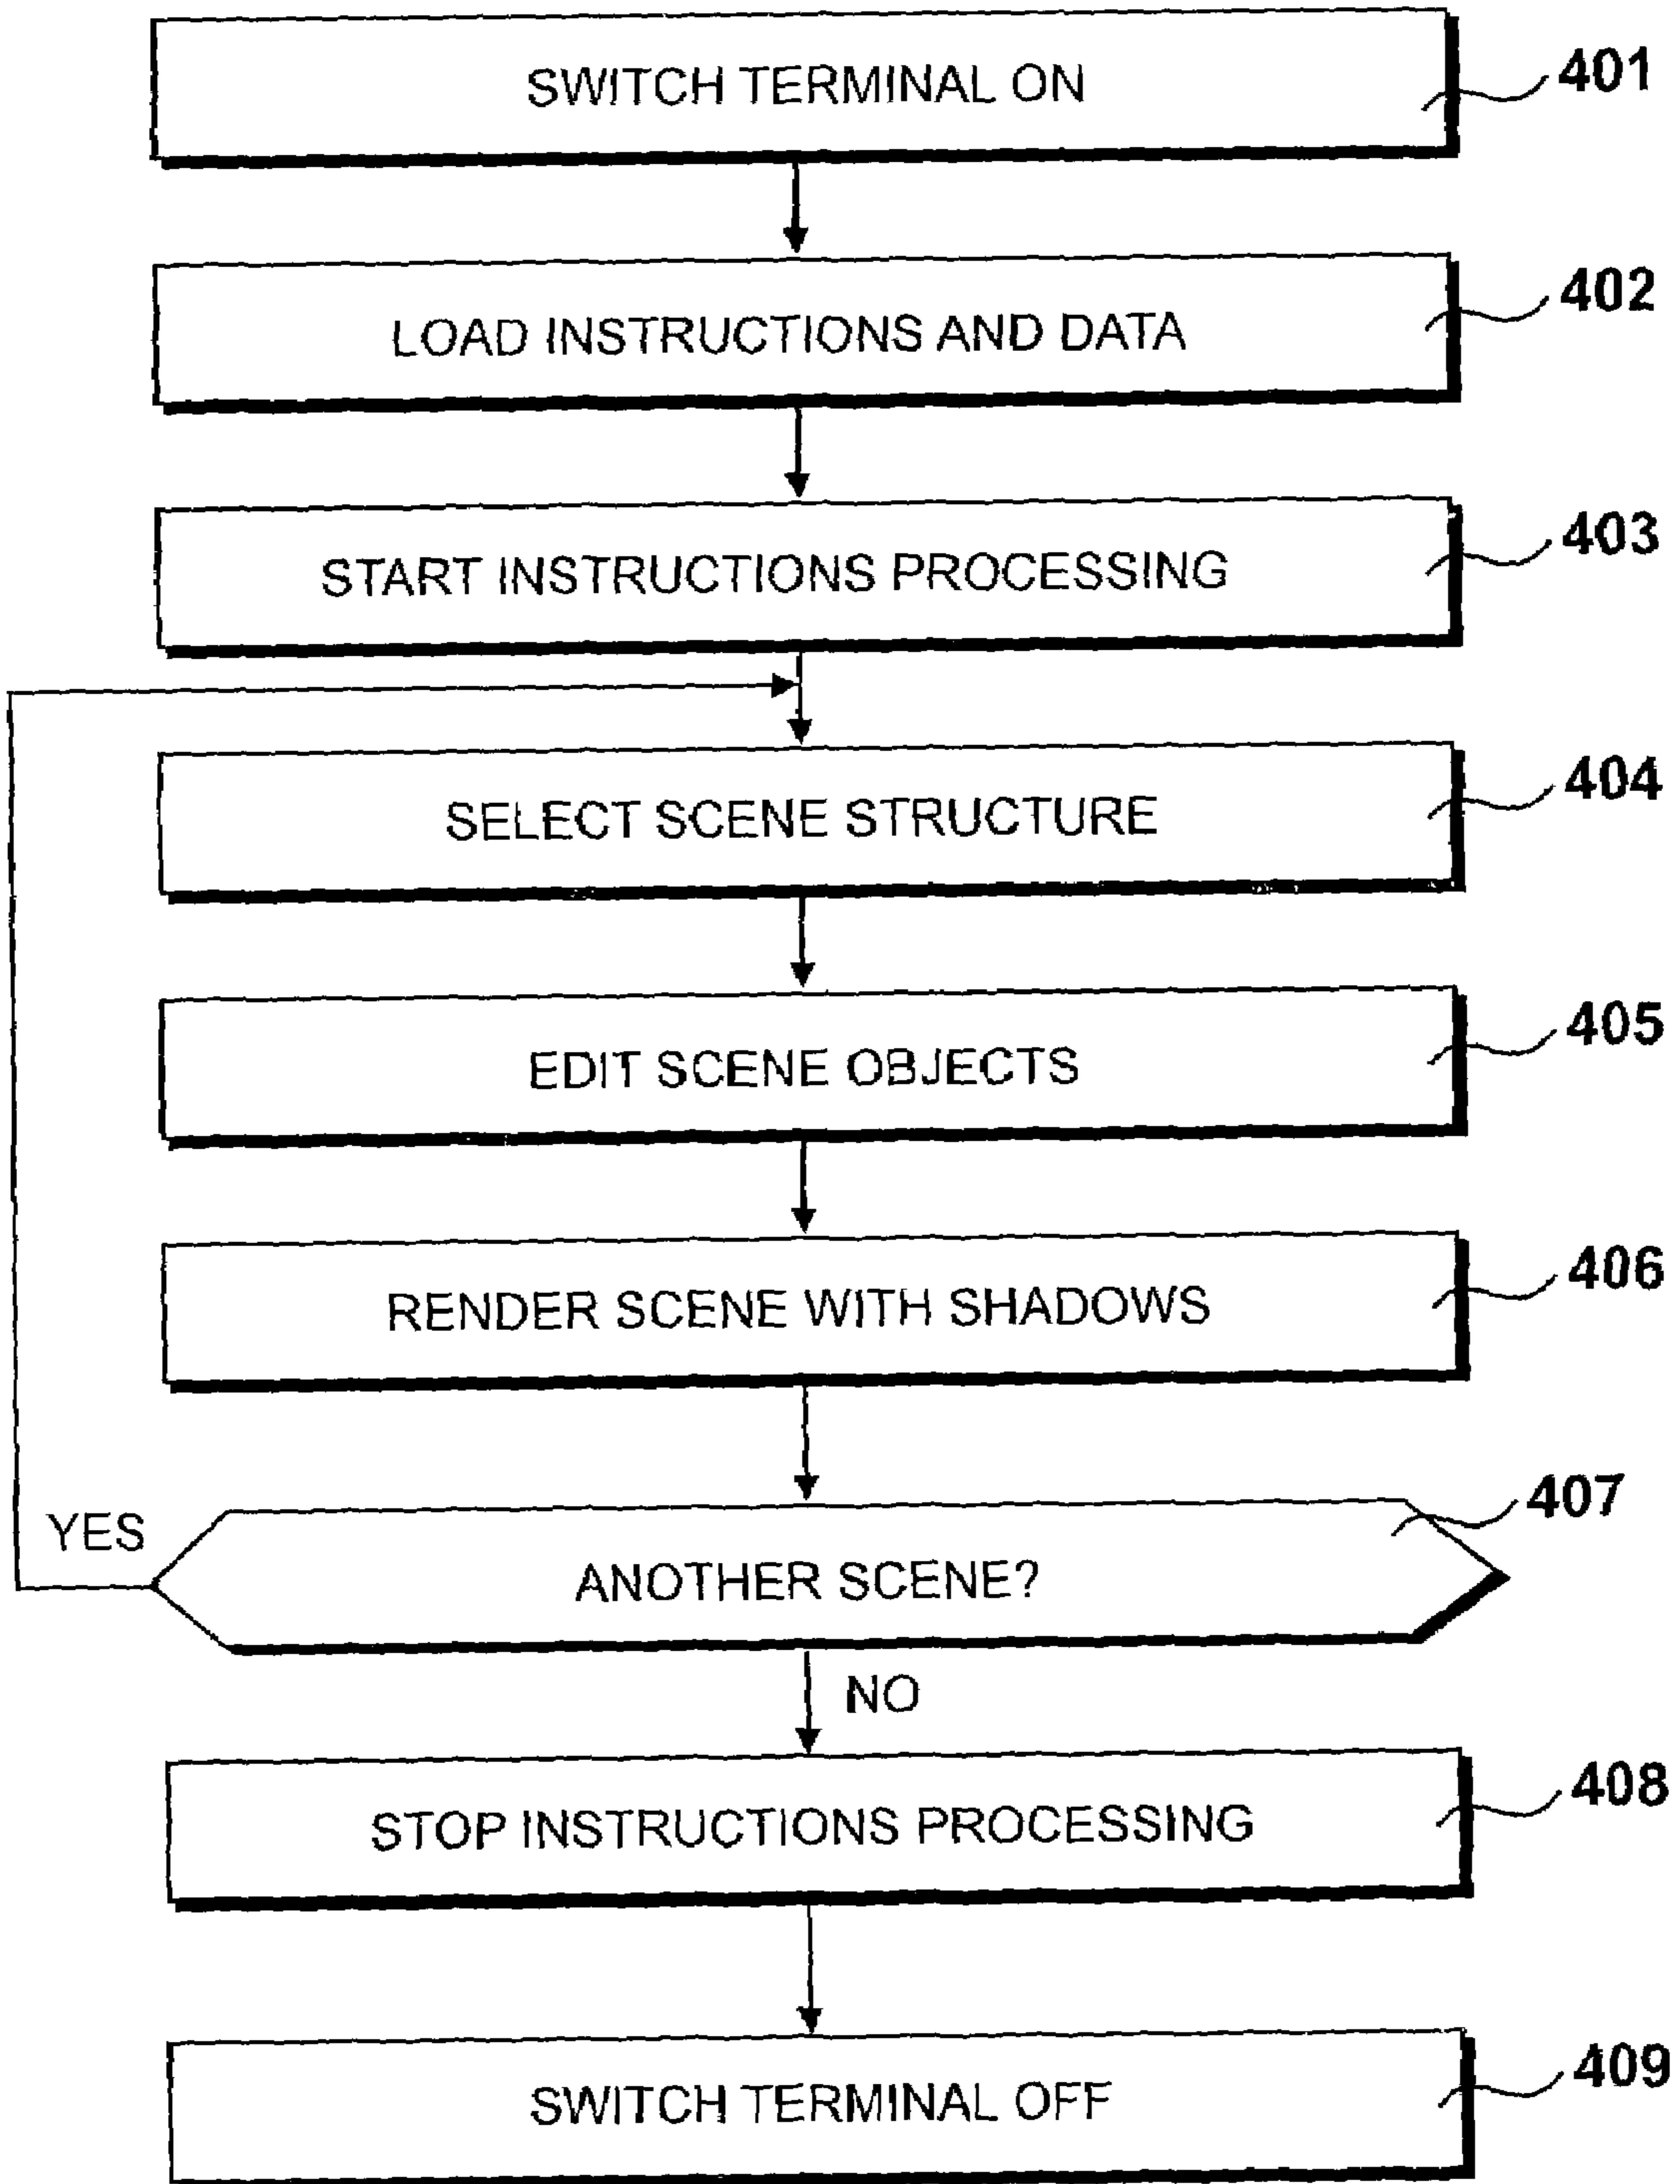 SWITCH TERMINAL ON
401
LOAD INSTRUCTIONS AND DATA
402
START INSTRUCTIONS PROCESSING
403
SELECT SCENE STRUCTURE
404
EDIT SCENE OBJECTS
405
RENDER SCENE WITH SHADOWS
406
YES
ANOTHER SCENE?
407
NO
STOP INSTRUCTIONS PROCESSING
408
SWITCH TERMINAL OFF
409